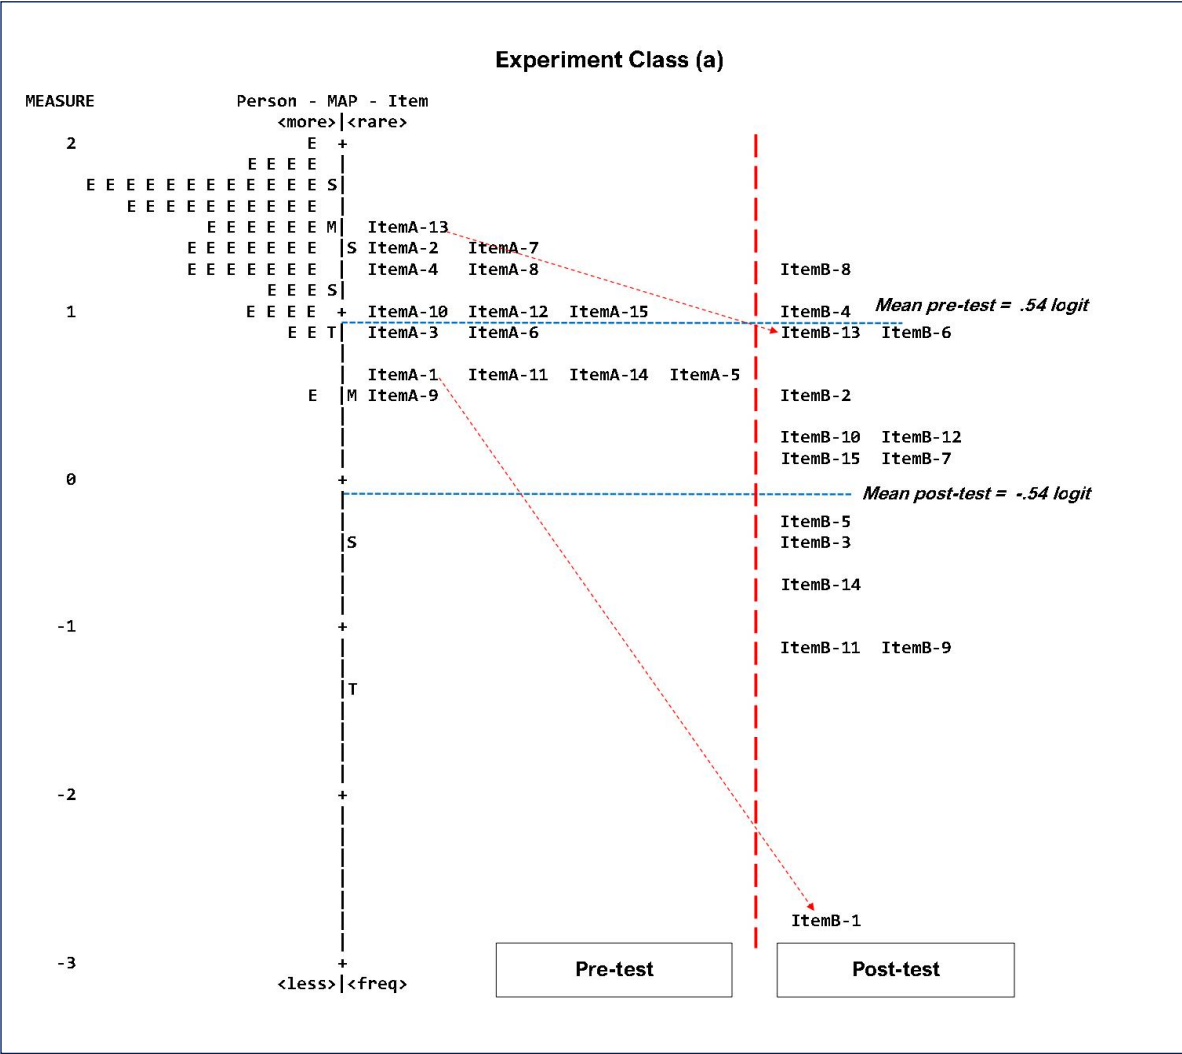 Experiment Class (a)
MEASURE Person - MAP - Item
<more>|<rare>
2 E +
E E E E |
E E E E E E E E E E E E S|
E E E E E E E E E E |
E E E E E E M| ItemA-13
E E E E E E E |S ItemA-2 ItemA-7
E E E E E E E | ItemA-4 ItemA-8 ItemB-8
E E E S|
1 E E E E + ItemA-10 ItemA-12 ItemA-15 ItemB-4 Mean pre-test = .54 logit
E E T| ItemA-3 ItemA-6 ItemB-13 ItemB-6
ItemA-1 ItemA-11 ItemA-14 ItemA-5
E |M ItemA-9 ItemB-2
ItemB-10 ItemB-12
ItemB-15 ItemB-7
0 +
Mean post-test = -.54 logit
ItemB-5
|S ItemB-3
ItemB-14
-1 +
ItemB-11 ItemB-9
|T
-2 +
ItemB-1
-3 +
<less>|<freq>
Pre-test Post-test